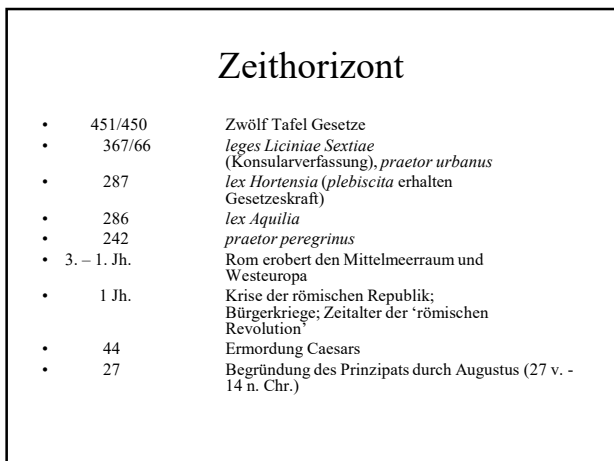 Zeithorizont
• 451/450 Zwölf Tafel Gesetze
• 367/66 leges Liciniae Sextiae
(Konsularverfassung), praetor urbanus
• 287 lex Hortensia (plebiscita erhalten
Gesetzeskraft)
• 286 lex Aquilia
• 242 praetor peregrinus
• 3. – 1. Jh. Rom erobert den Mittelmeerraum und
Westeuropa
• 1 Jh. Krise der römischen Republik;
Bürgerkriege; Zeitalter der ‘römischen
Revolution’
• 44 Ermordung Caesars
• 27 Begründung des Prinzipats durch Augustus (27 v. -
14 n. Chr.)